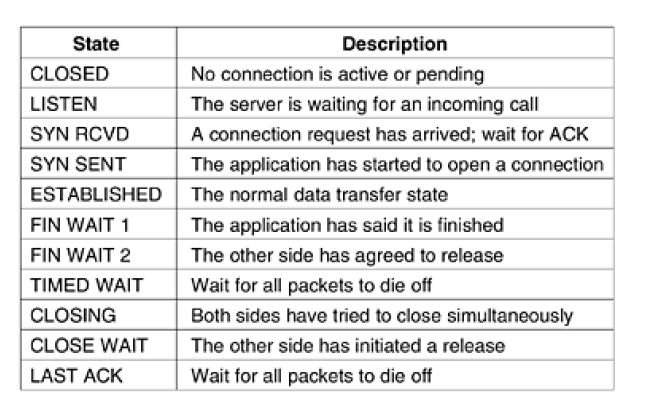 State Description
CLOSED No connection is active or pending
LISTEN The server is waiting for an incoming call
SYN RCVD A connection request has arrived; wait for ACK
SYN SENT The application has started to open a connection
ESTABLISHED The normal data transfer state
FIN WAIT 1 The application has said it is finished
FIN WAIT 2 The other side has agreed to release
TIMED WAIT Wait for all packets to die off
CLOSING Both sides have tried to close simultaneously
CLOSE WAIT The other side has initiated a release
LAST ACK Wait for all packets to die off